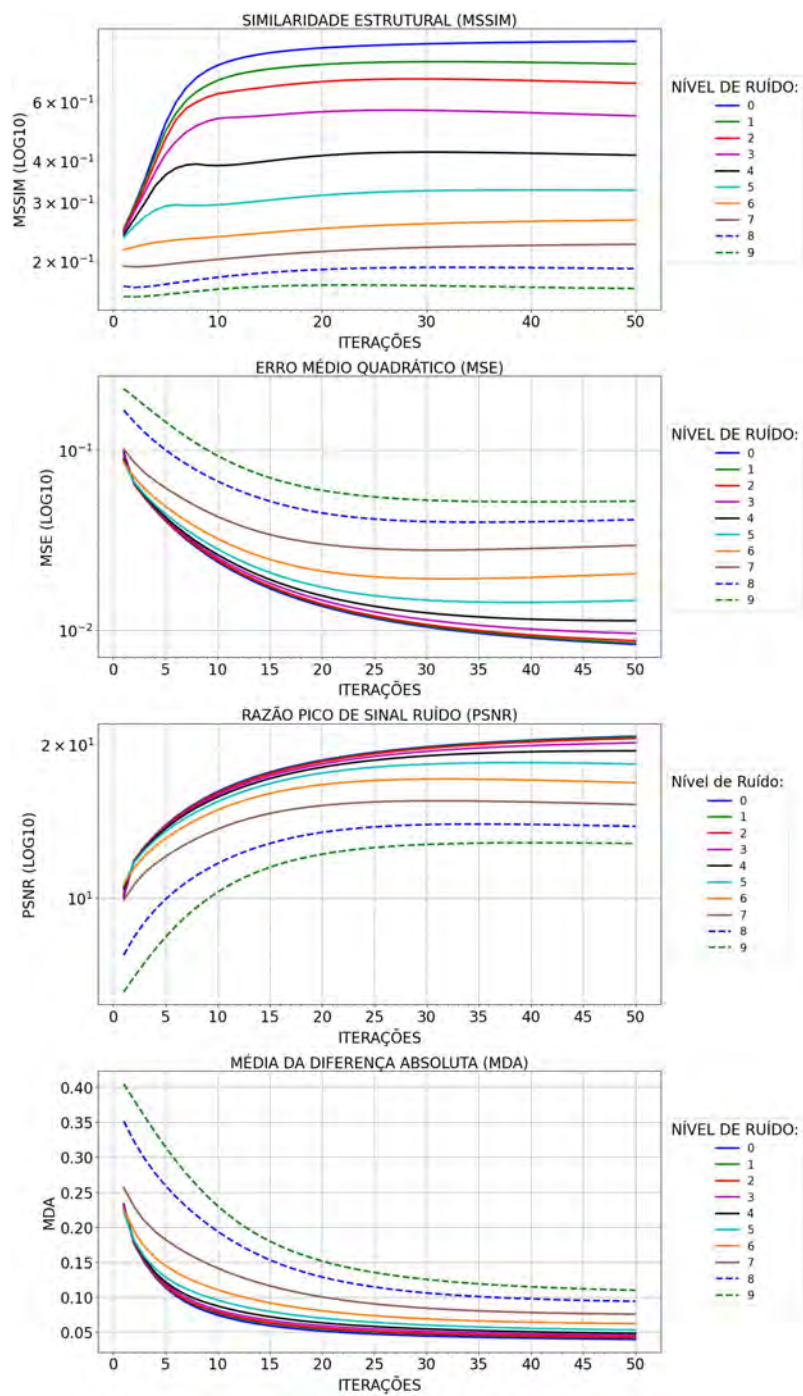 SIMILARIDADE ESTRUTURAL (MSSIM)
MSSIM (LOG10)
6 × 10⁻¹
4 × 10⁻¹
3 × 10⁻¹
2 × 10⁻¹
0 10 20 30 40 50
ITERAÇÕES
NÍVEL DE RUÍDO:
0
1
2
3
4
5
6
7
8
9
ERRO MÉDIO QUADRÁTICO (MSE)
MSE (LOG10)
10⁻¹
10⁻²
0 5 10 15 20 25 30 35 40 45 50
ITERAÇÕES
NÍVEL DE RUÍDO:
0
1
2
3
4
5
6
7
8
9
RAZÃO PICO DE SINAL RUÍDO (PSNR)
PSNR (LOG10)
2 × 10¹
10¹
0 5 10 15 20 25 30 35 40 45 50
ITERAÇÕES
Nível de Ruído:
0
1
2
3
4
5
6
7
8
9
MÉDIA DA DIFERENÇA ABSOLUTA (MDA)
MDA
0.40
0.35
0.30
0.25
0.20
0.15
0.10
0.05
0 5 10 15 20 25 30 35 40 45 50
ITERAÇÕES
NÍVEL DE RUÍDO:
0
1
2
3
4
5
6
7
8
9